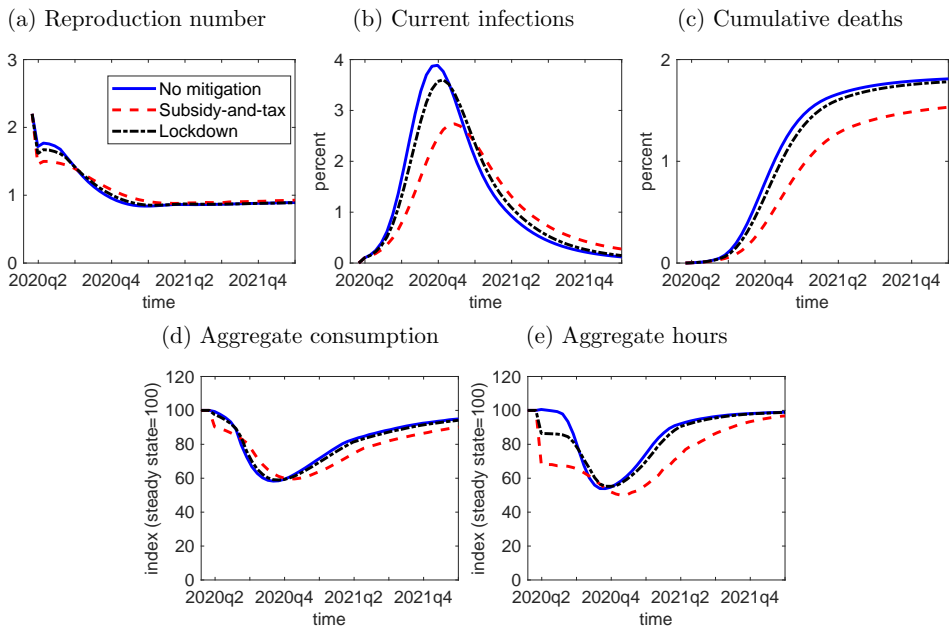 (a) Reproduction number
(b) Current infections
(c) Cumulative deaths
3
2
1
0
No mitigation
Subsidy-and-tax
Lockdown
2020q2 2020q4 2021q2 2021q4
time
percent
4
3
2
1
0
2020q2 2020q4 2021q2 2021q4
time
percent
2
1
0
2020q2 2020q4 2021q2 2021q4
time
(d) Aggregate consumption
(e) Aggregate hours
index (steady state=100)
120
100
80
60
40
20
0
2020q2 2020q4 2021q2 2021q4
time
index (steady state=100)
120
100
80
60
40
20
0
2020q2 2020q4 2021q2 2021q4
time